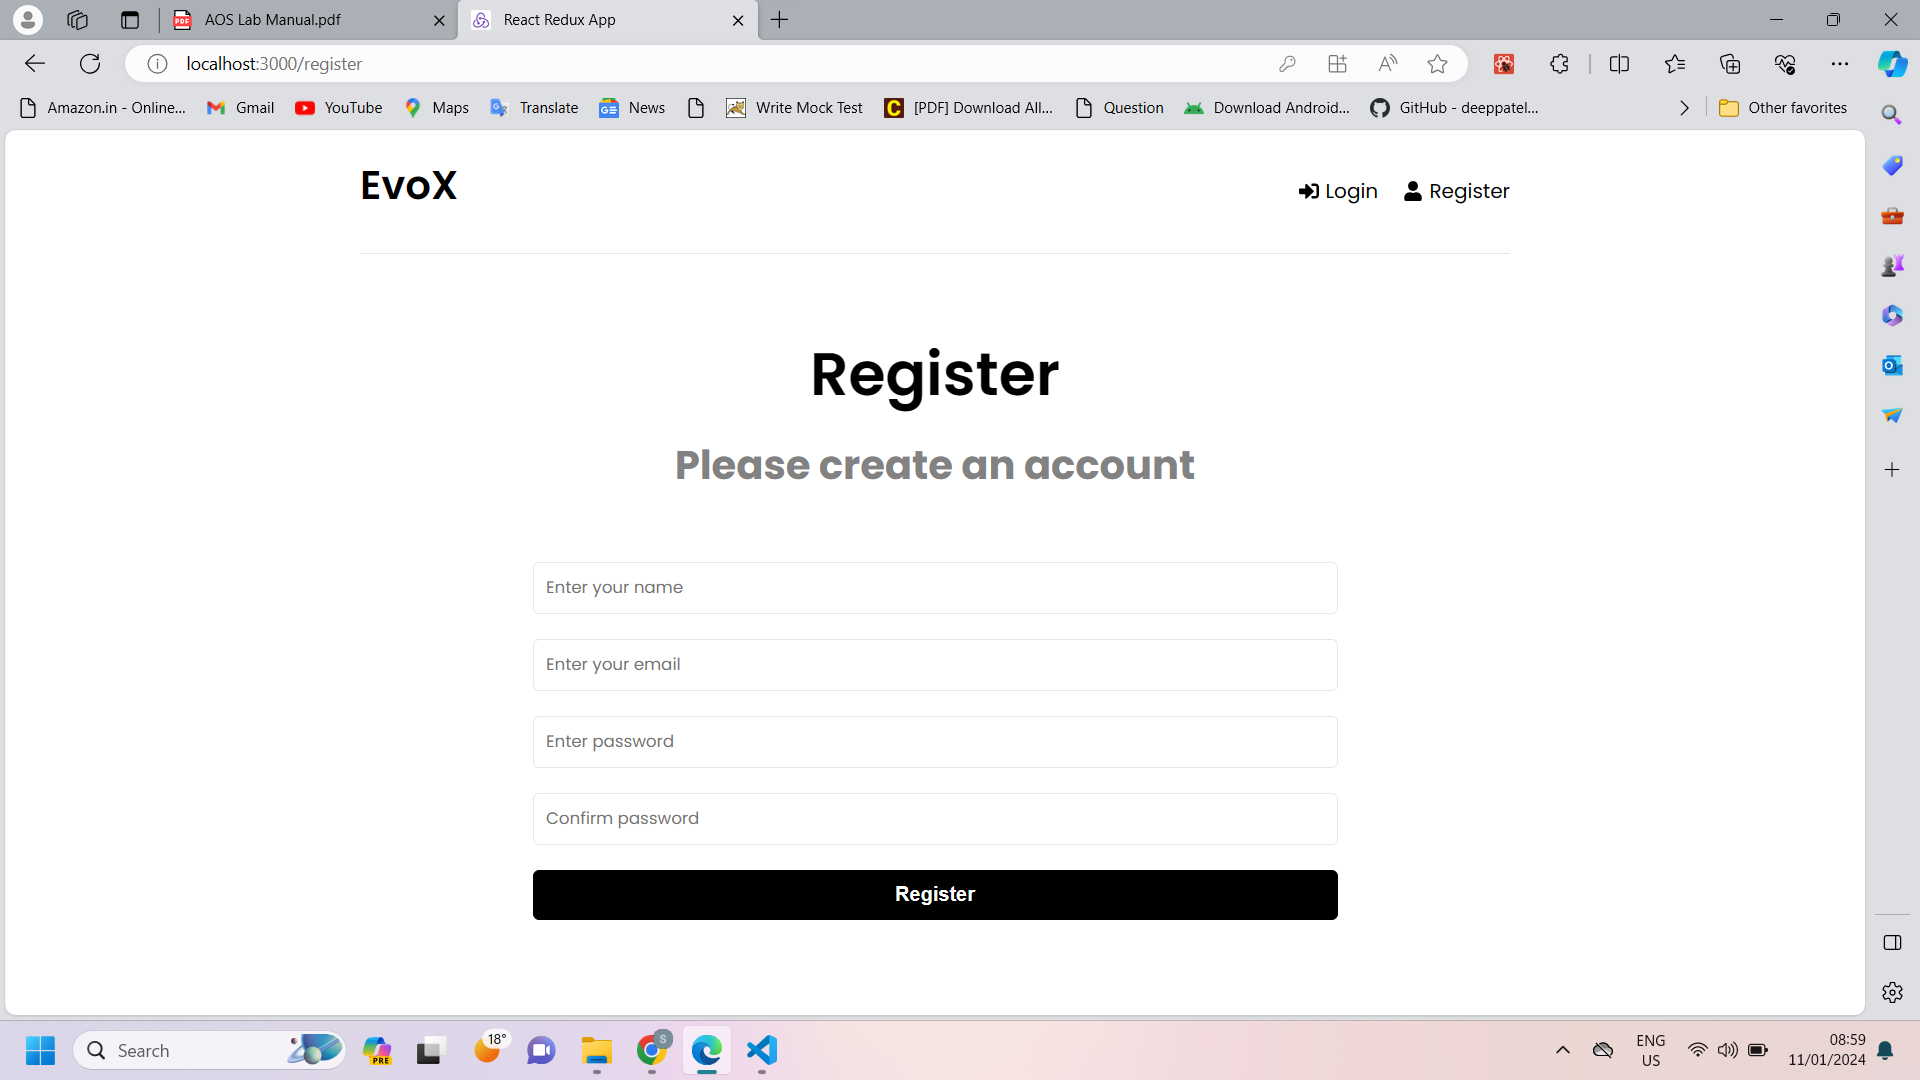 AOS Lab Manual.pdf
React Redux App
localhost:3000/register
Amazon.in - Online...
Gmail
YouTube
Maps
Translate
News
Write Mock Test
[PDF] Download All...
Question
Download Android...
GitHub - deeppatel...
Other favorites
EvoX
Login
Register
Register
Please create an account
Enter your name
Enter your email
Enter password
Confirm password
Register
Search
PRE
18°
S
ENG
US
08:59
11/01/2024